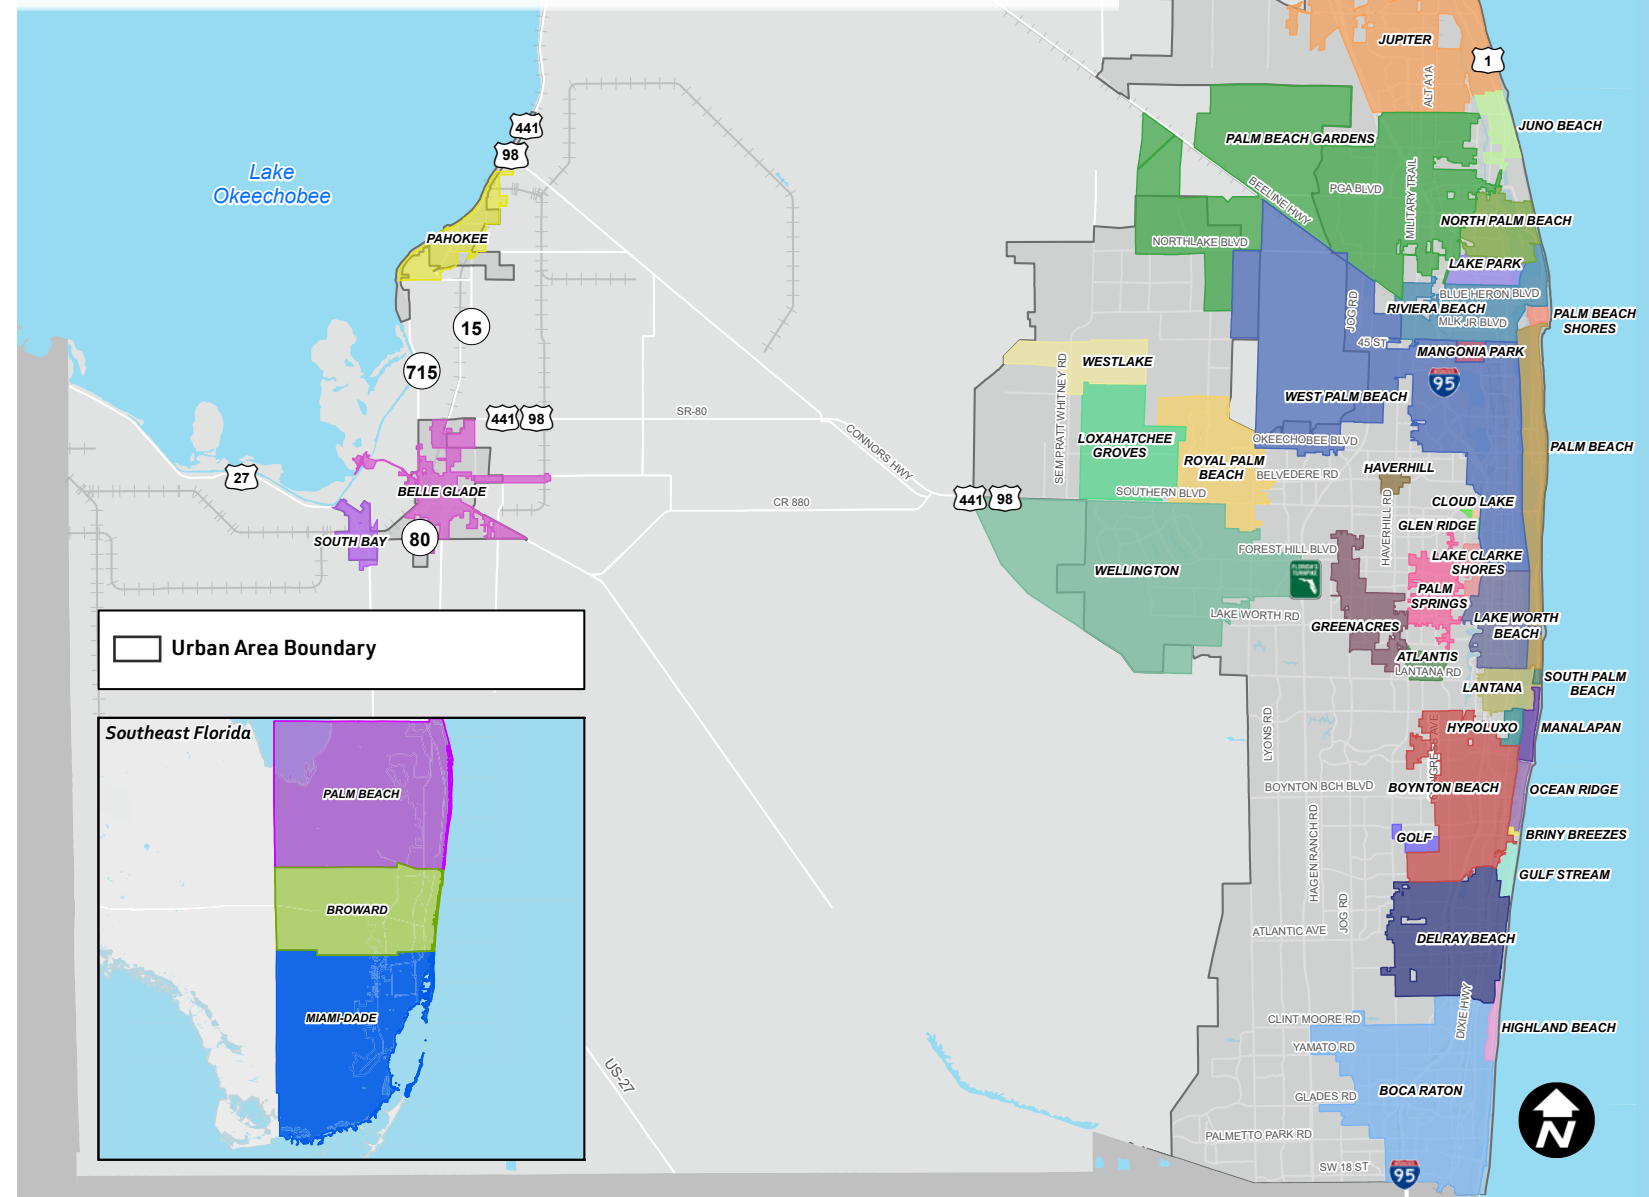 JUPITER
1
ALT A1A
441
JUNO BEACH
98
PALM BEACH GARDENS
Lake
Okeechobee
BEELINE HWY
PGA BLVD
MILITARY TRAIL
NORTH PALM BEACH
PAHOKEE
NORTHLAKE BLVD
LAKE PARK
BLUE HERON BLVD
JOG RD
RIVIERA BEACH
MLK JR BLVD
PALM BEACH
SHORES
15
45 ST
MANGONIA PARK
WESTLAKE
715
95
SEM PRATT WHITNEY RD
WEST PALM BEACH
441
98
SR-80
CONNORS HWY
LOXAHATCHEE
GROVES
OKEECHOBEE BLVD
PALM BEACH
ROYAL PALM
BEACH
BELVEDERE RD
HAVERHILL
27
BELLE GLADE
SOUTHERN BLVD
441
98
CR 880
CLOUD LAKE
HAVERHILL RD
GLEN RIDGE
SOUTH BAY
80
FOREST HILL BLVD
LAKE CLARKE
SHORES
WELLINGTON
FLORIDA'S
TURNPIKE
PALM
SPRINGS
LAKE WORTH RD
GREENACRES
LAKE WORTH
BEACH
Urban Area Boundary
ATLANTIS
LANTANA RD
LANTANA
SOUTH PALM
BEACH
Southeast Florida
LYONS RD
HYPOLUXO
MANALAPAN
PALM BEACH
BOYNTON BCH BLVD
BOYNTON BEACH
OCEAN RIDGE
HAGEN RANCH RD
GOLF
BRINY BREEZES
GULF STREAM
BROWARD
JOG RD
ATLANTIC AVE
DELRAY BEACH
MIAMI-DADE
DIXIE HWY
CLINT MOORE RD
HIGHLAND BEACH
YAMATO RD
US-27
GLADES RD
BOCA RATON
N
PALMETTO PARK RD
SW 18 ST
95